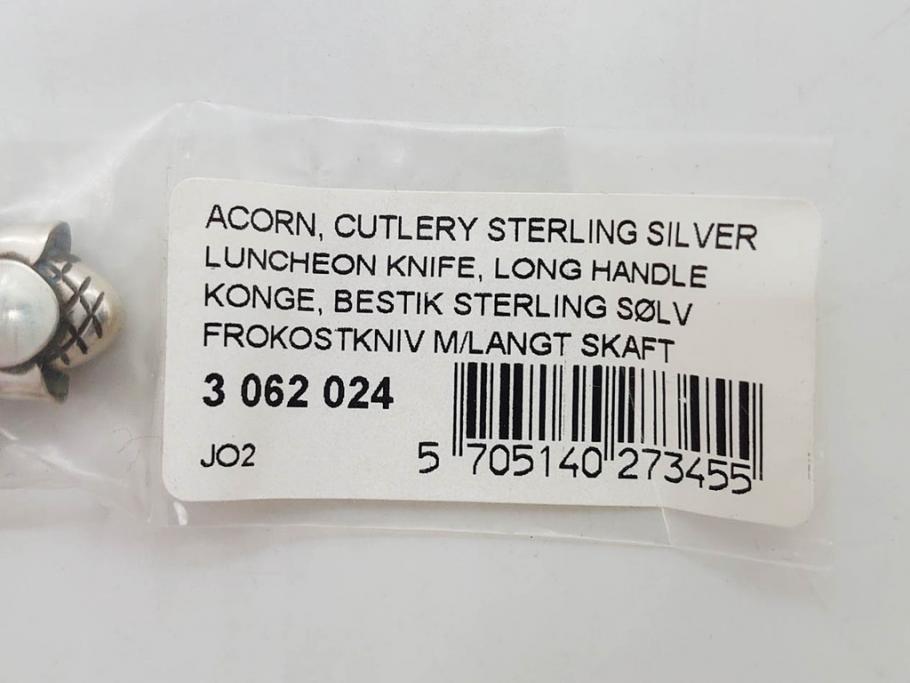 ACORN, CUTLERY STERLING SILVER
LUNCHEON KNIFE, LONG HANDLE
KONGE, BESTIK STERLING SØLV
FROKOSTKNIV M/LANGT SKAFT
3 062 024
JO2
5 705140 273455